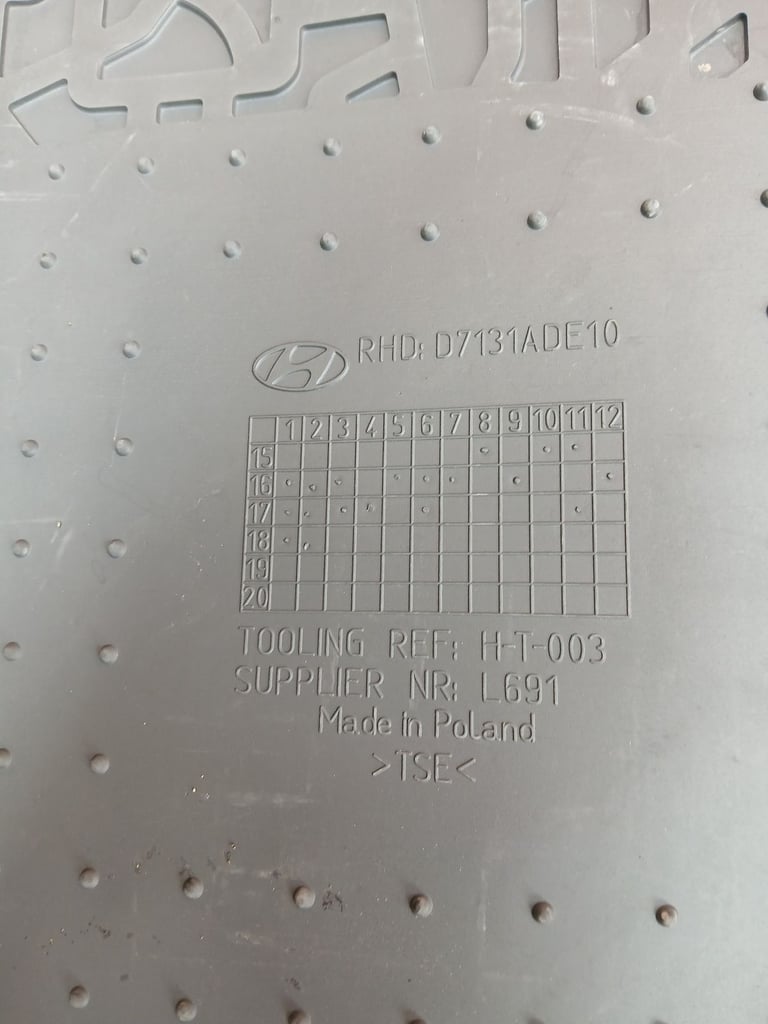 RHD: D7131ADE10
1 2 3 4 5 6 7 8 9 10 11 12
15
16
17
18
19
20
TOOLING REF: H-T-003
SUPPLIER NR: L691
Made in Poland
>TSE<